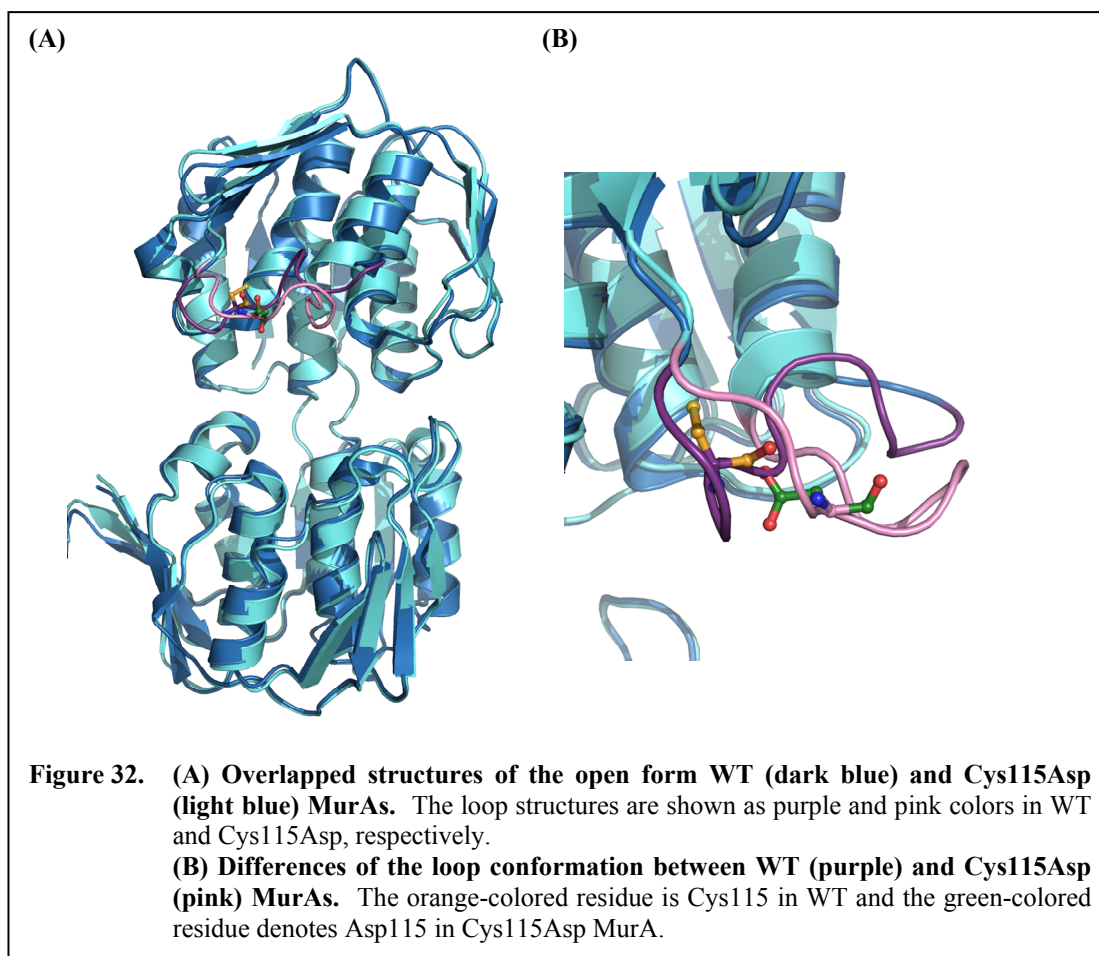 (A)
(B)
Figure 32. (A) Overlapped structures of the open form WT (dark blue) and Cys115Asp
(light blue) MurAs. The loop structures are shown as purple and pink colors in WT
and Cys115Asp, respectively.
(B) Differences of the loop conformation between WT (purple) and Cys115Asp
(pink) MurAs. The orange-colored residue is Cys115 in WT and the green-colored
residue denotes Asp115 in Cys115Asp MurA.